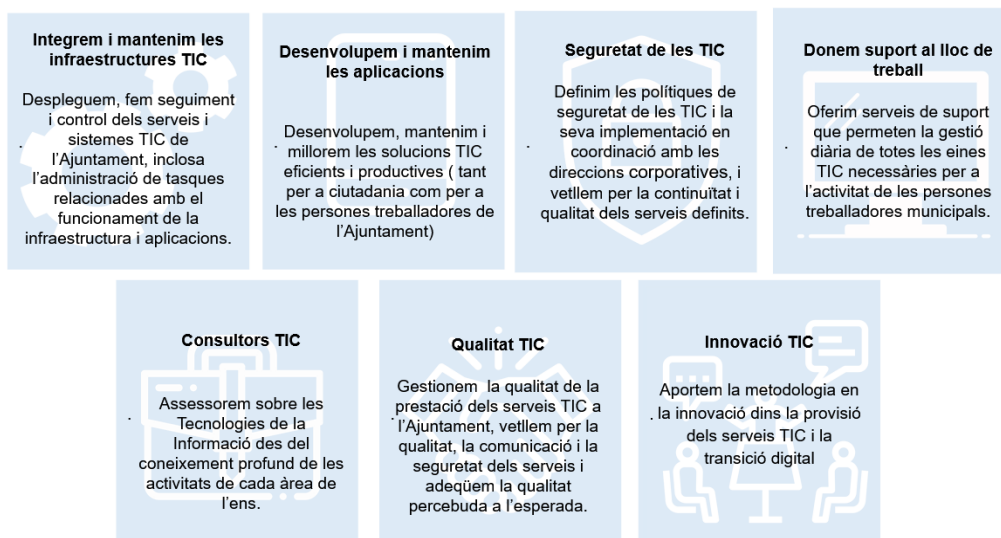 Integrem i mantenim les
infraestructures TIC
Despleguem, fem seguiment
i control dels serveis i
sistemes TIC de
l’Ajuntament, inclosa
l’administració de tasques
relacionades amb el
funcionament de la
infraestructura i aplicacions.
Desenvolupem i mantenim
les aplicacions
Desenvolupem, mantenim i
millorem les solucions TIC
eficients i productives ( tant
per a ciutadania com per a
les persones treballadores de
l’Ajuntament)
Seguretat de les TIC
Definim les polítiques de
seguretat de les TIC i la
seva implementació en
coordinació amb les
direccions corporatives, i
vetllem per la continuïtat i
qualitat dels serveis definits.
Donem suport al lloc de
treball
Oferim serveis de suport
que permeten la gestió
diària de totes les eines
TIC necessàries per a
l’activitat de les persones
treballadores municipals.
Consultors TIC
Assessorem sobre les
Tecnologies de la
Informació des del
coneixement profund de les
activitats de cada àrea de
l’ens.
Qualitat TIC
Gestionem la qualitat de la
prestació dels serveis TIC a
l’Ajuntament, vetllem per la
qualitat, la comunicació i la
seguretat dels serveis i
adeqüem la qualitat
percebuda a l’esperada.
Innovació TIC
Aportem la metodologia en
la innovació dins la provisió
dels serveis TIC i la
transició digital